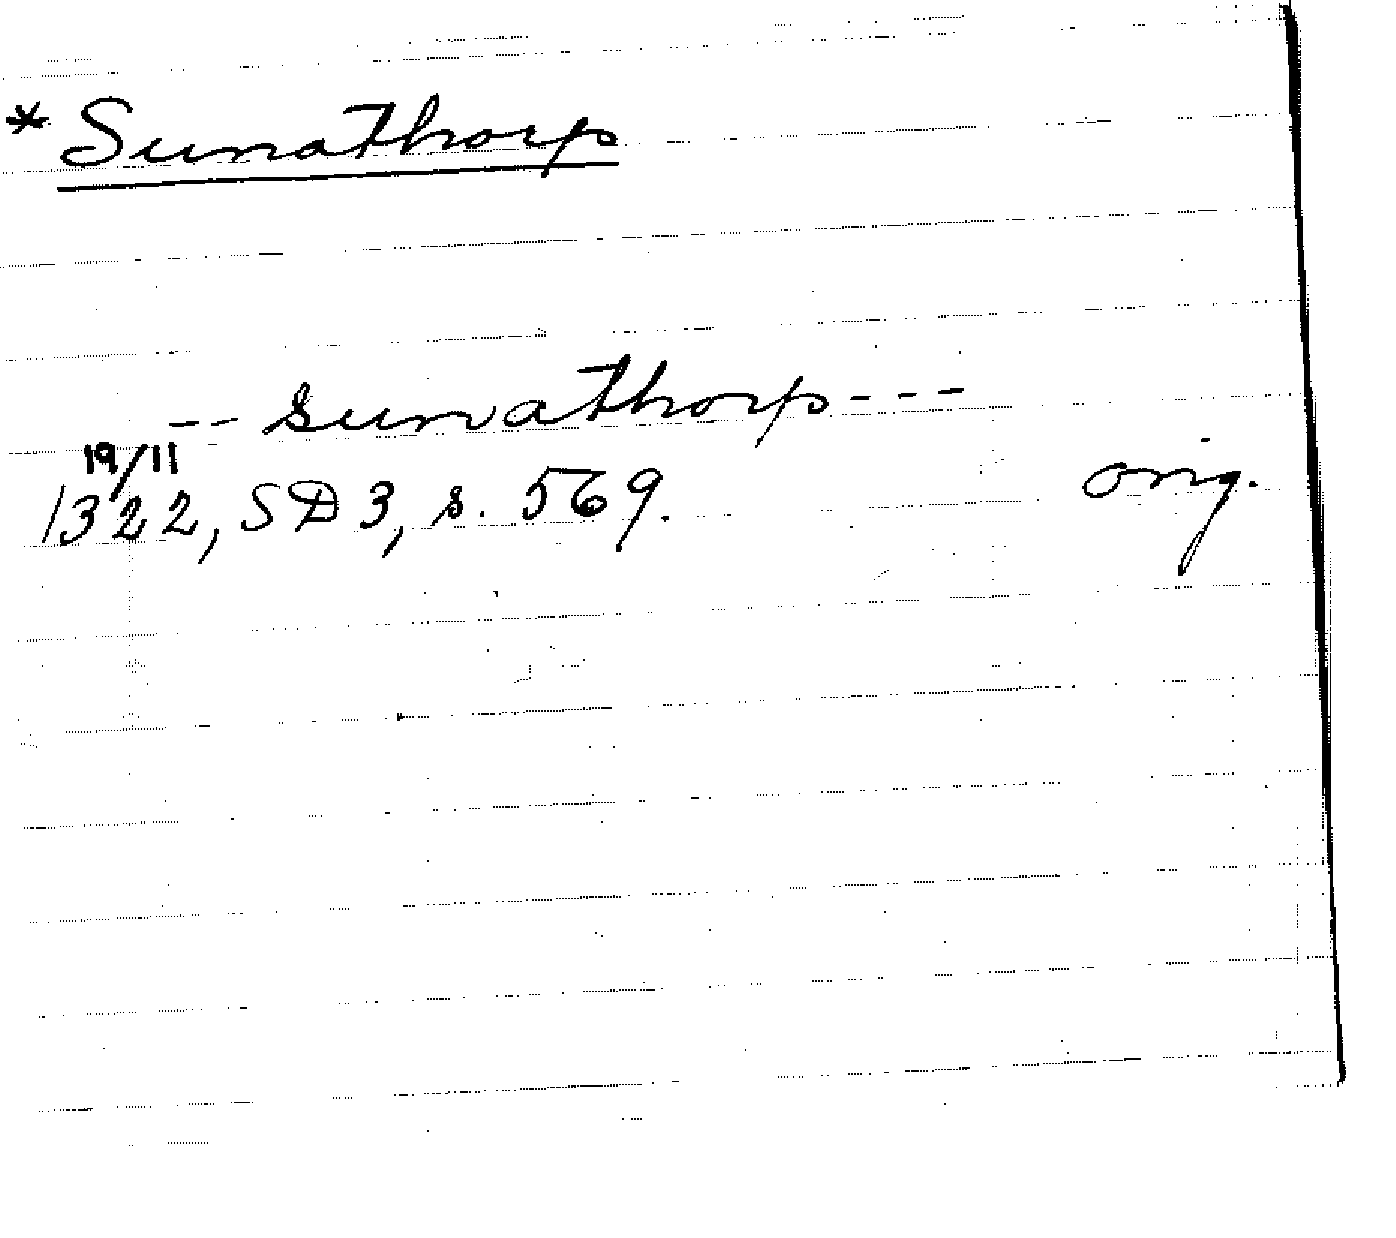 * Sunathorp
-- sunathorp ---
19/11
1322, SD 3, s. 569. orig.